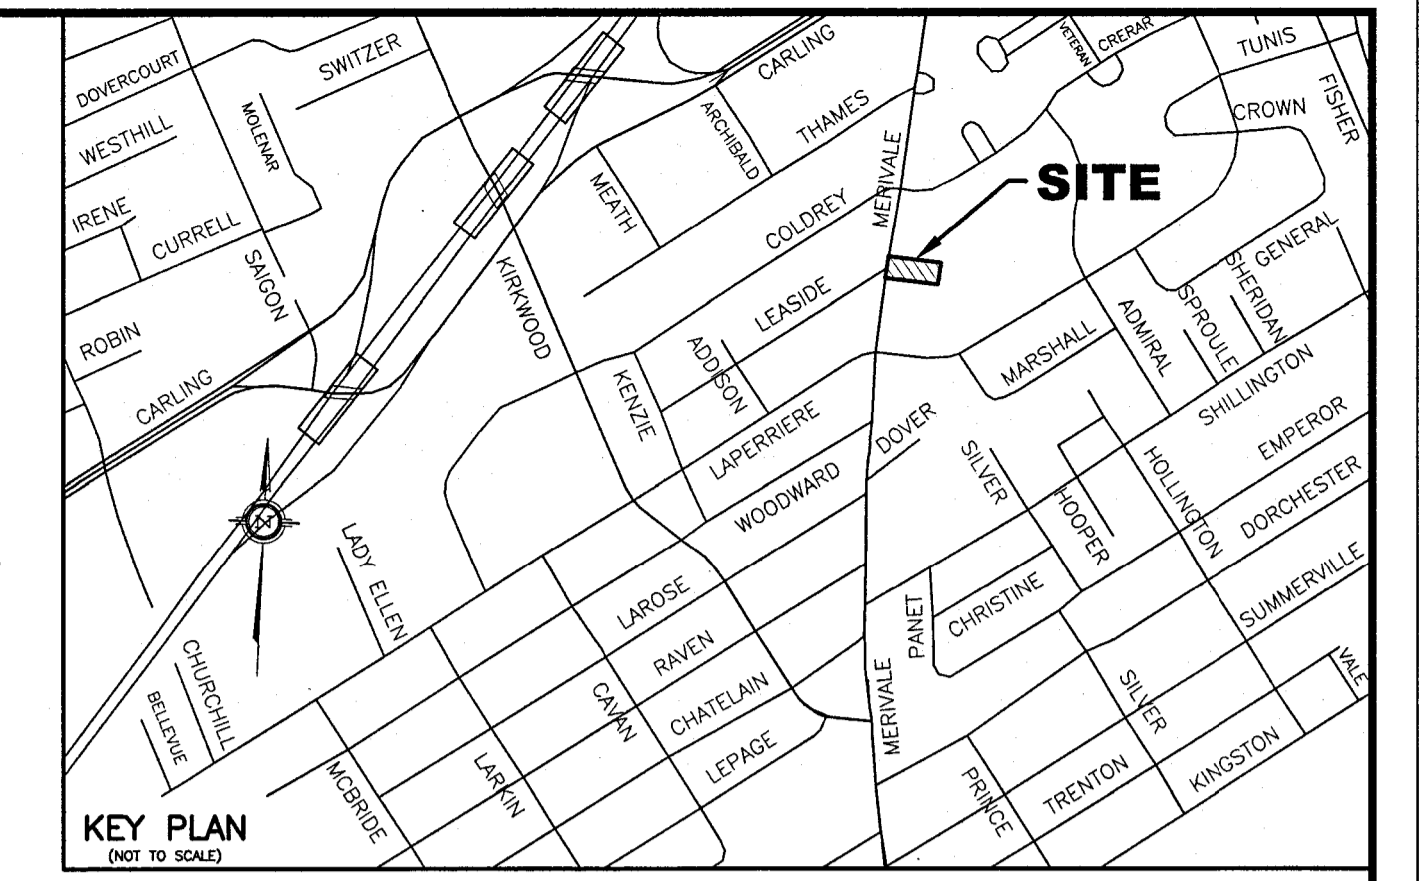 DOVERCOURT
SWITZER
CARLING
VETERAN
CRERAR
TUNIS
FISHER
WESTHILL
MOLENAR
ARCHIBALD
THAMES
CROWN
IRENE
CURRELL
MEATH
COLDREY
MERIVALE
SITE
GENERAL
SAIGON
KIRKWOOD
LEASIDE
SHERIDAN
SPROULE
ADMIRAL
ROBIN
CARLING
KENZIE
ADDISON
MARSHALL
SHILLINGTON
LAPERRIERE
DOVER
EMPEROR
WOODWARD
SILVER
HOOPER
HOLLINGTON
DORCHESTER
N
LADY ELLEN
LAROSE
RAVEN
PANET
CHRISTINE
SUMMERVILLE
CHURCHILL
BELLEVUE
CAVAN
CHATELAIN
MERIVALE
SILVER
VALE
LARKIN
LEPAGE
MCBRIDE
PRINCE
TRENTON
KINGSTON
KEY PLAN
(NOT TO SCALE)